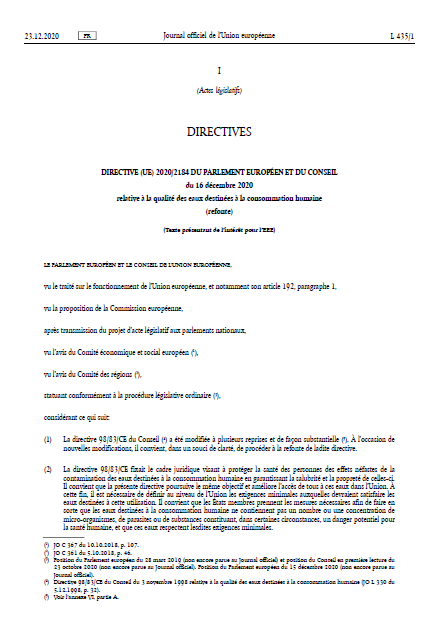 23.12.2020 FR Journal officiel de l'Union européenne L 435/1
I
(Actes législatifs)
DIRECTIVES
DIRECTIVE (UE) 2020/2184 DU PARLEMENT EUROPÉEN ET DU CONSEIL
du 16 décembre 2020
relative à la qualité des eaux destinées à la consommation humaine
(refonte)
(Texte présentant de l'intérêt pour l'EEE)
LE PARLEMENT EUROPÉEN ET LE CONSEIL DE L'UNION EUROPÉENNE,
vu le traité sur le fonctionnement de l'Union européenne, et notamment son article 192, paragraphe 1,
vu la proposition de la Commission européenne,
après transmission du projet d'acte législatif aux parlements nationaux,
vu l'avis du Comité économique et social européen (¹),
vu l'avis du Comité des régions (²),
statuant conformément à la procédure législative ordinaire (³),
considérant ce qui suit:
(1) La directive 98/83/CE du Conseil (⁴) a été modifiée à plusieurs reprises et de façon substantielle (⁵). À l'occasion de
nouvelles modifications, il convient, dans un souci de clarté, de procéder à la refonte de ladite directive.
(2) La directive 98/83/CE fixait le cadre juridique visant à protéger la santé des personnes des effets néfastes de la
contamination des eaux destinées à la consommation humaine en garantissant la salubrité et la propreté de celles-ci.
Il convient que la présente directive poursuive le même objectif et améliore l'accès de tous à ces eaux dans l'Union. À
cette fin, il est nécessaire de définir au niveau de l'Union les exigences minimales auxquelles devraient satisfaire les
eaux destinées à cette utilisation. Il convient que les États membres prennent les mesures nécessaires afin de faire en
sorte que les eaux destinées à la consommation humaine ne contiennent pas un nombre ou une concentration de
micro-organismes, de parasites ou de substances constituant, dans certaines circonstances, un danger potentiel pour
la santé humaine, et que ces eaux respectent lesdites exigences minimales.
(¹) JO C 367 du 10.10.2018, p. 107.
(²) JO C 361 du 5.10.2018, p. 46.
(³) Position du Parlement européen du 28 mars 2019 (non encore parue au Journal officiel) et position du Conseil en première lecture du
23 octobre 2020 (non encore parue au Journal officiel). Position du Parlement européen du 15 décembre 2020 (non encore parue au
Journal officiel).
(⁴) Directive 98/83/CE du Conseil du 3 novembre 1998 relative à la qualité des eaux destinées à la consommation humaine (JO L 330 du
5.12.1998, p. 32).
(⁵) Voir l'annexe VI, partie A.